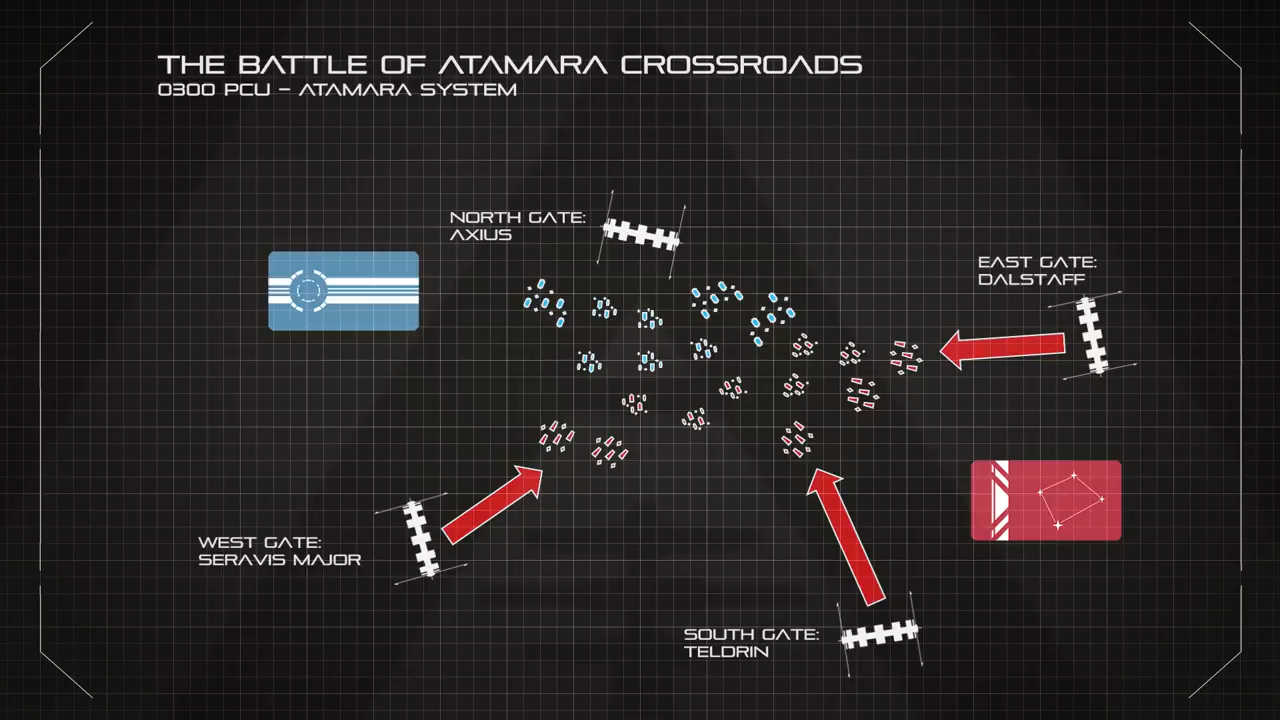 THE BATTLE OF ATAMARA CROSSROADS
0300 PCU – ATAMARA SYSTEM
NORTH GATE:
AXIUS
EAST GATE:
DALSTAFF
WEST GATE:
SERAVIS MAJOR
SOUTH GATE:
TELDRIN